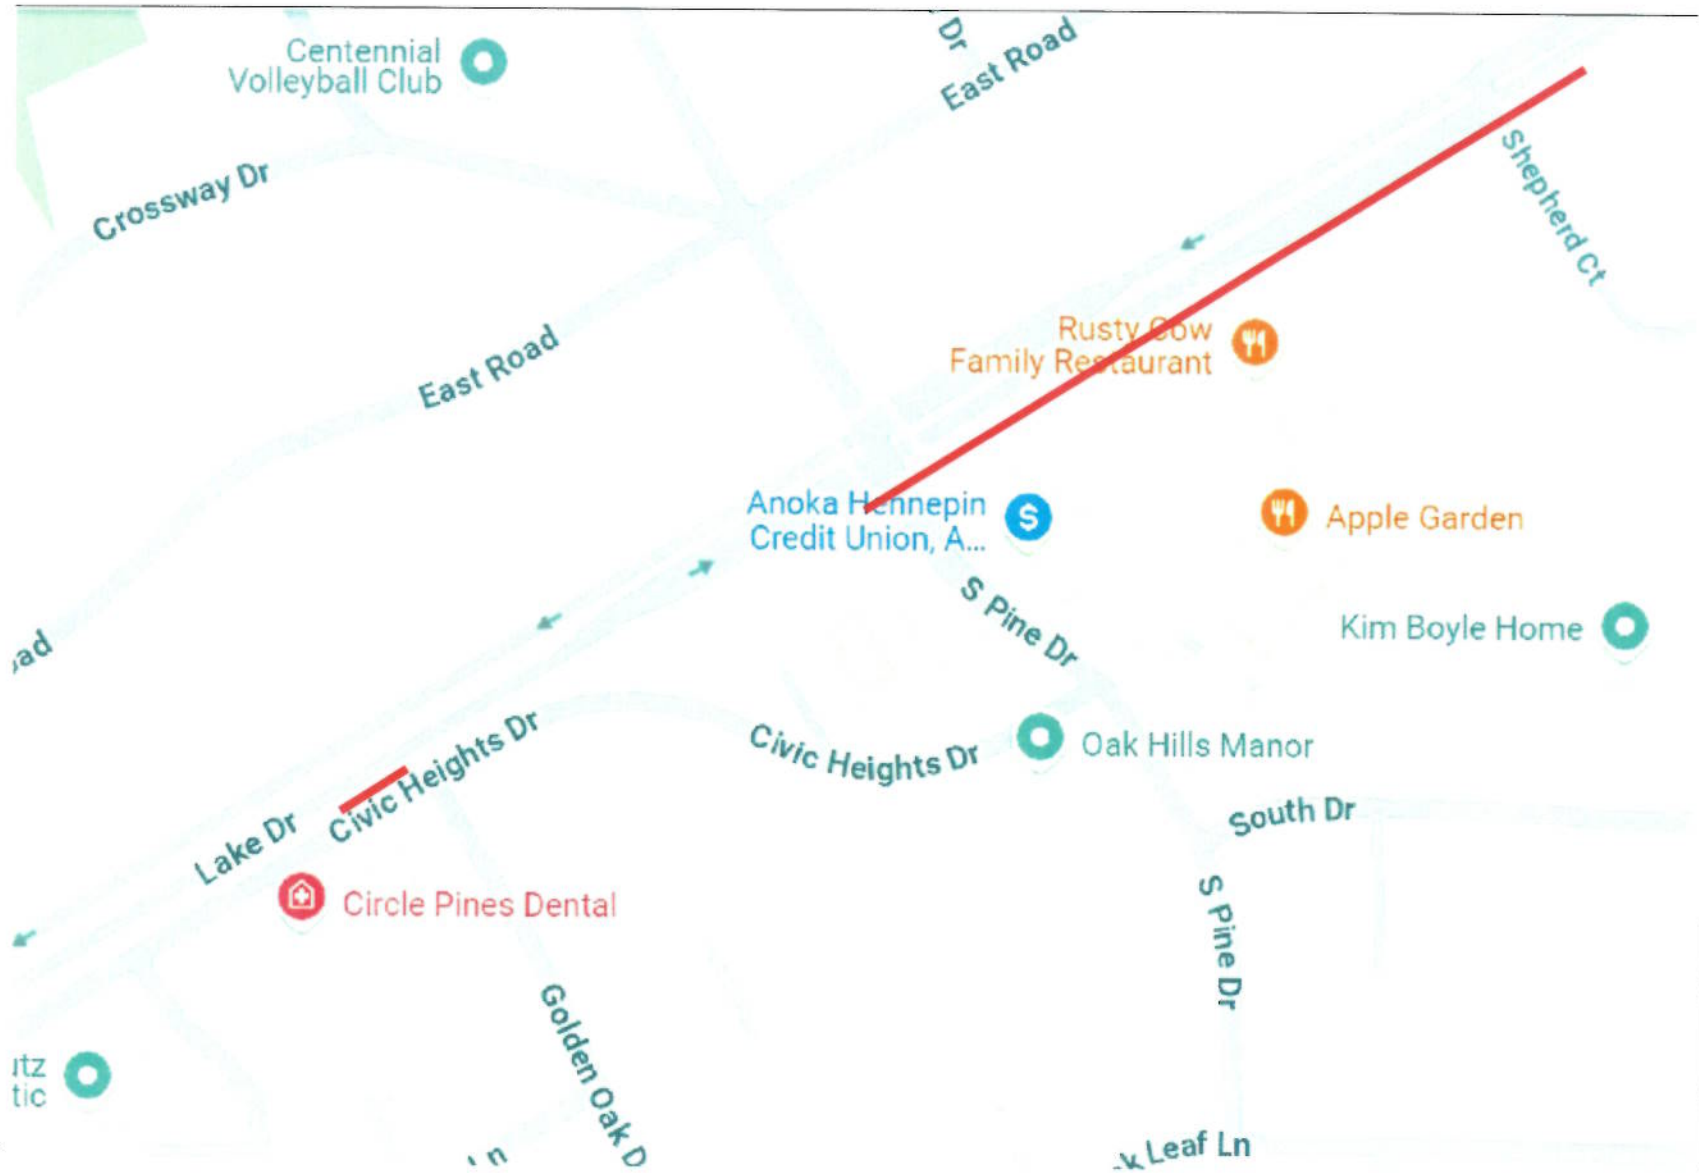 Centennial
Volleyball Club
Dr
East Road
Crossway Dr
Shepherd Ct
Rusty Cow
Family Restaurant
East Road
Anoka Hennepin
Credit Union, A...
$
Apple Garden
S Pine Dr
Kim Boyle Home
Civic Heights Dr
Civic Heights Dr
Oak Hills Manor
Lake Dr
South Dr
Circle Pines Dental
S Pine Dr
Golden Oak D
Leaf Ln